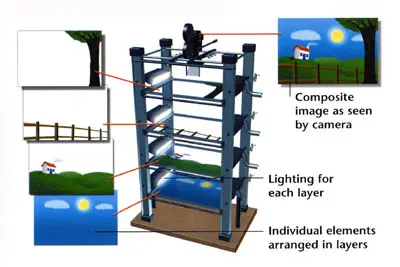 Composite
image as seen
by camera
Lighting for
each layer
Individual elements
arranged in layers